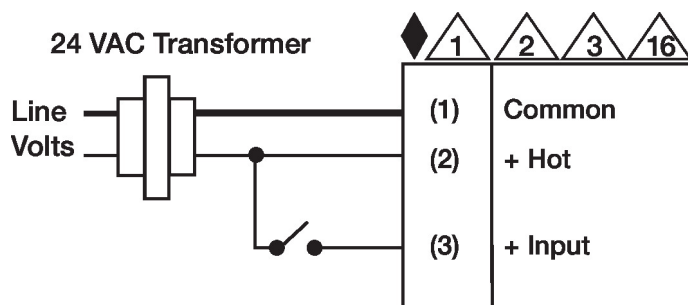 24 VAC Transformer
1 2 3 16
Line
Volts
(1) Common
(2) + Hot
(3) + Input